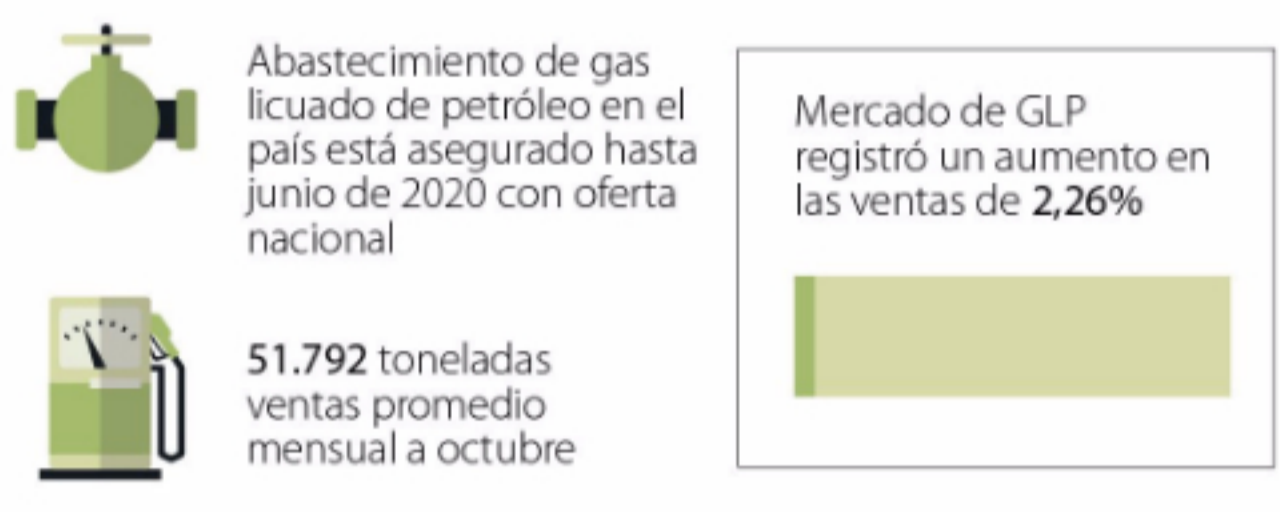 Abastecimiento de gas
licuado de petróleo en el
país está asegurado hasta
junio de 2020 con oferta
nacional
51.792 toneladas
ventas promedio
mensual a octubre
Mercado de GLP
registró un aumento en
las ventas de 2,26%